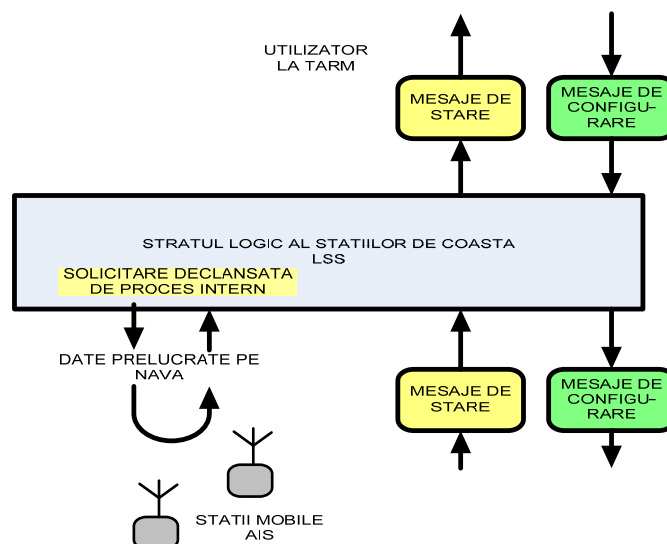 UTILIZATOR
LA TARM
MESAJE DE
STARE
MESAJE DE
CONFIGU-
RARE
STRATUL LOGIC AL STATIILOR DE COASTA
LSS
SOLICITARE DECLANSATA
DE PROCES INTERN
DATE PRELUCRATE PE
NAVA
MESAJE DE
STARE
MESAJE DE
CONFIGU-
RARE
STATII MOBILE
AIS